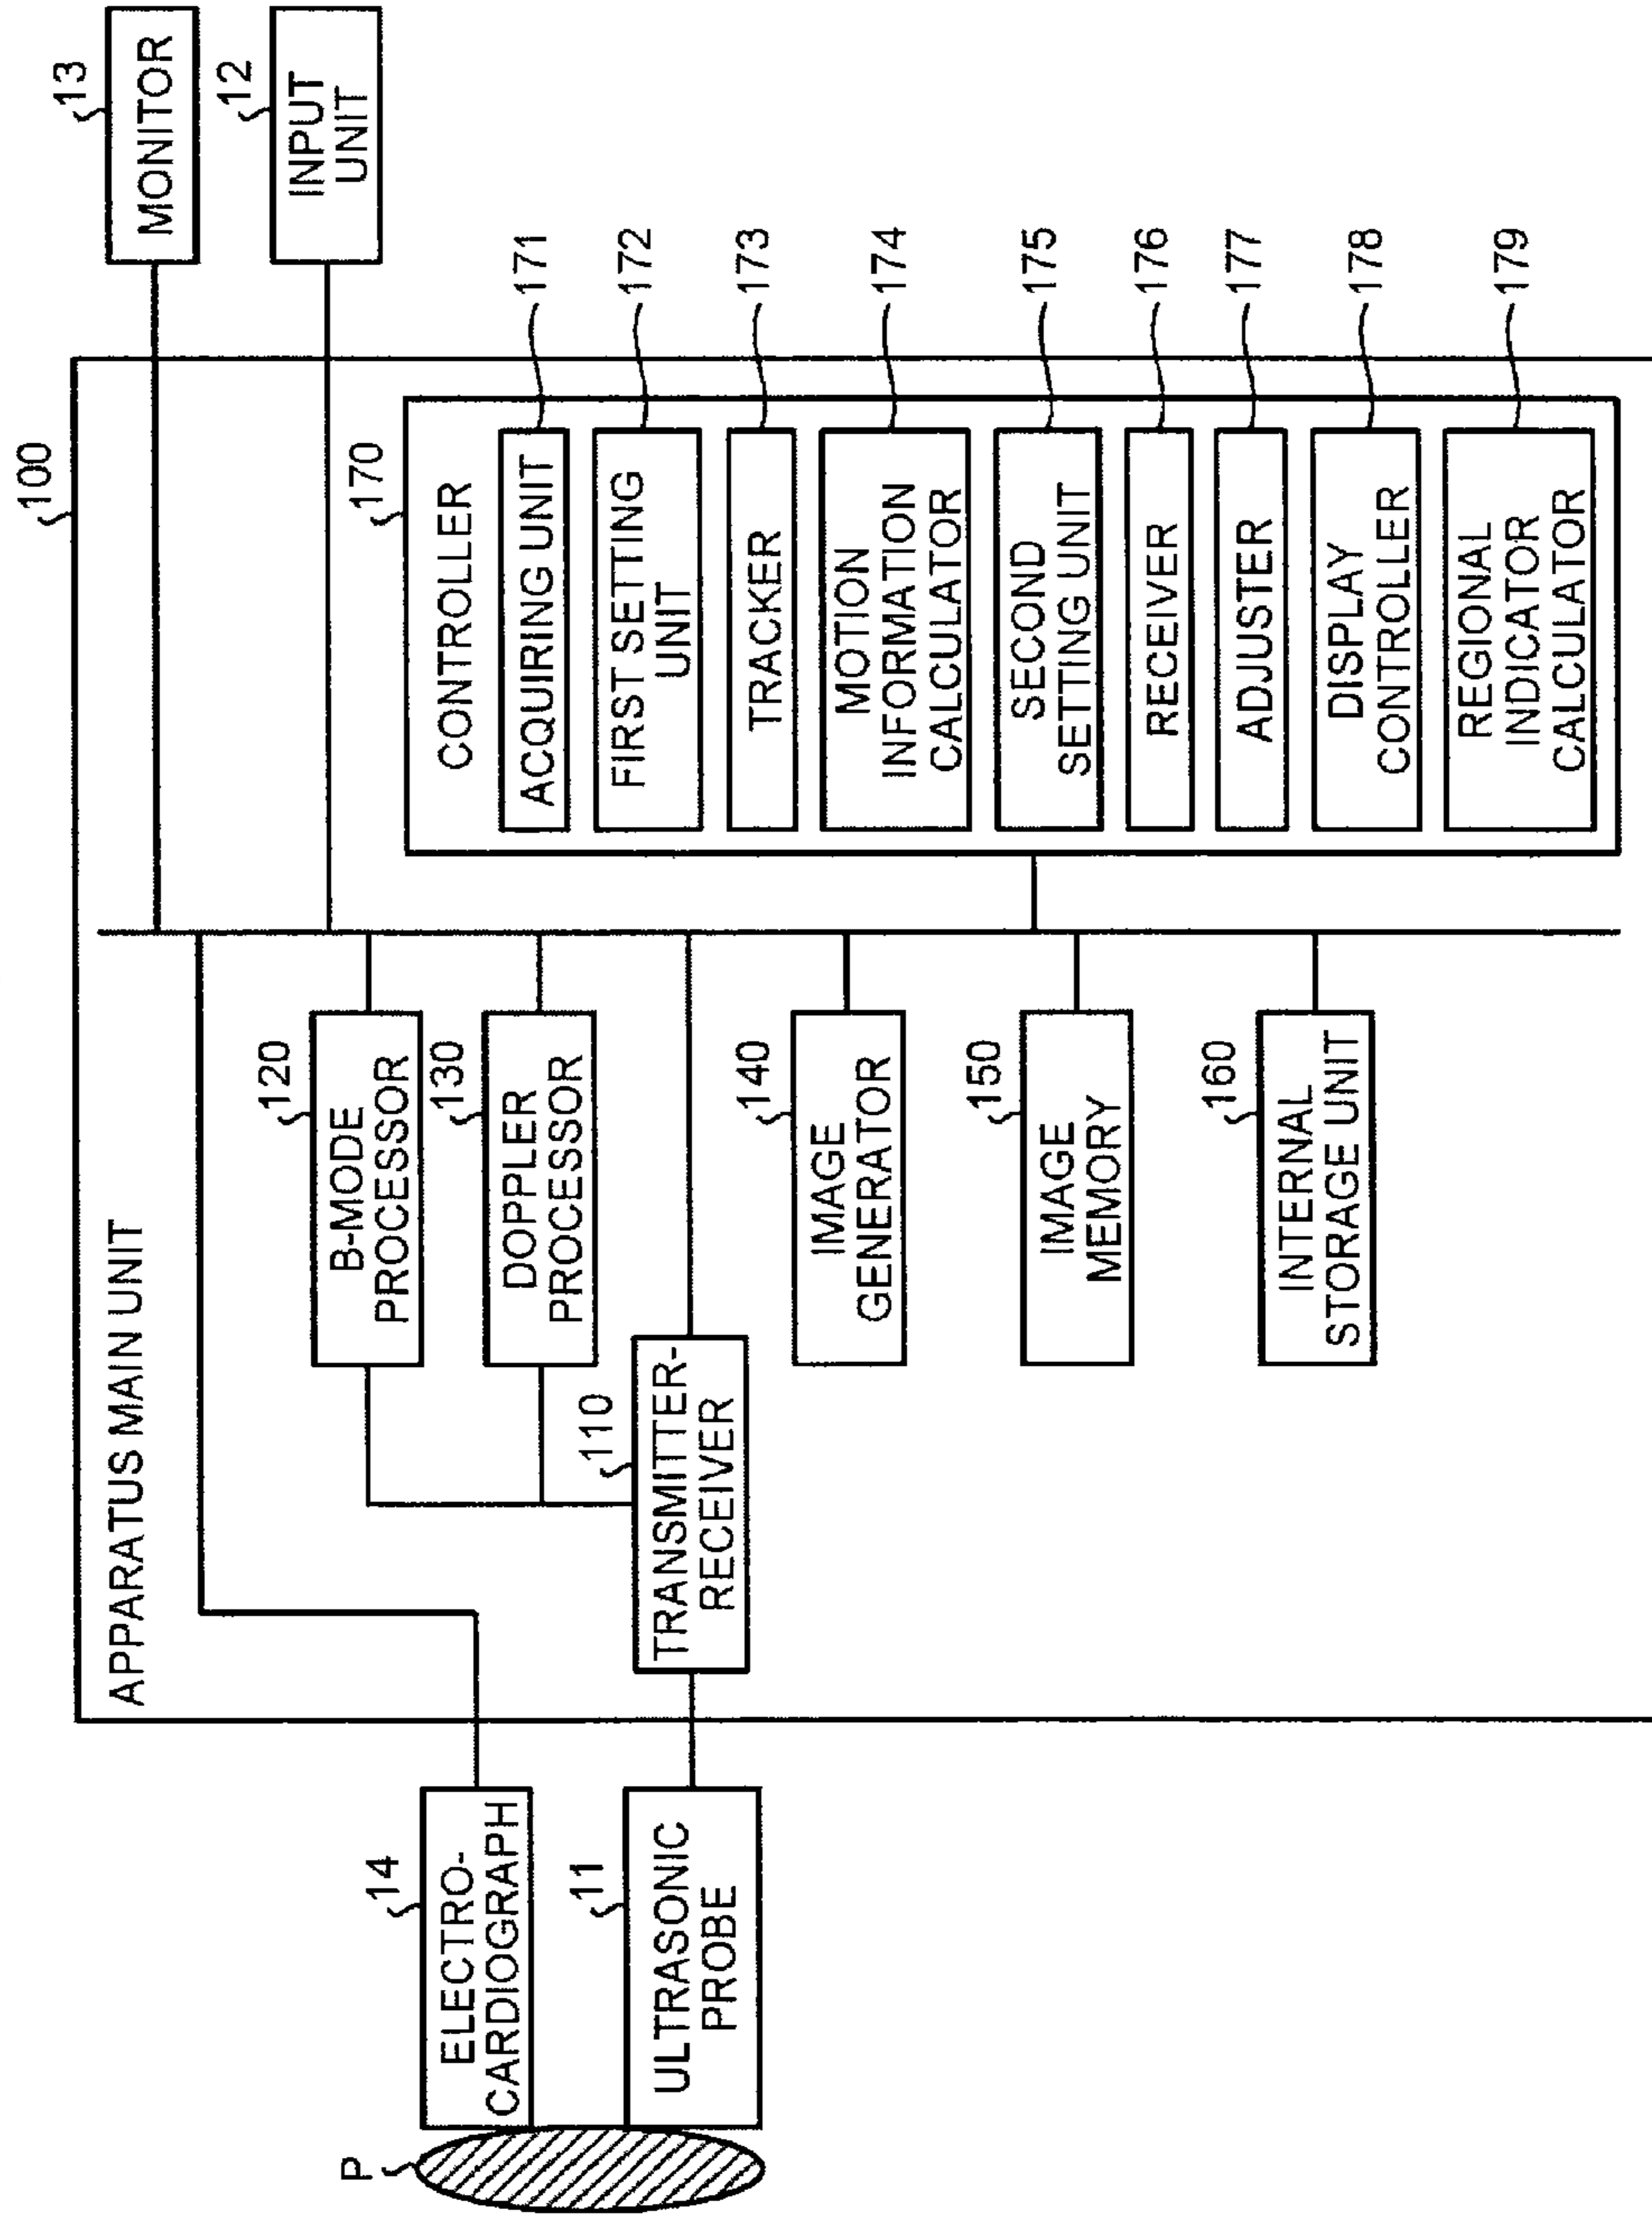 100
APPARATUS MAIN UNIT
P
14
ELECTRO-
CARDIOGRAPH
11
ULTRASONIC
PROBE
110
TRANSMITTER-
RECEIVER
120
B-MODE
PROCESSOR
130
DOPPLER
PROCESSOR
140
IMAGE
GENERATOR
150
IMAGE
MEMORY
160
INTERNAL
STORAGE UNIT
13
MONITOR
12
INPUT
UNIT
170
CONTROLLER
ACQUIRING UNIT
171
FIRST SETTING
UNIT
172
TRACKER
173
MOTION
INFORMATION
CALCULATOR
174
SECOND
SETTING UNIT
175
RECEIVER
176
ADJUSTER
177
DISPLAY
CONTROLLER
178
REGIONAL
INDICATOR
CALCULATOR
179